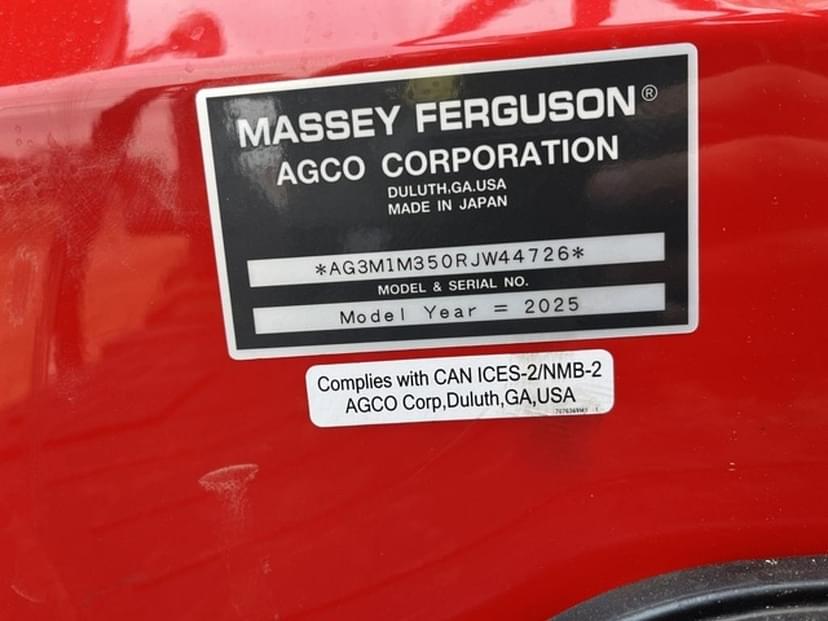 MASSEY FERGUSON®
AGCO CORPORATION
DULUTH,GA.USA
MADE IN JAPAN
*AG3M1M350RJW44726*
MODEL & SERIAL NO.
Model Year = 2025
Complies with CAN ICES-2/NMB-2
AGCO Corp,Duluth,GA,USA